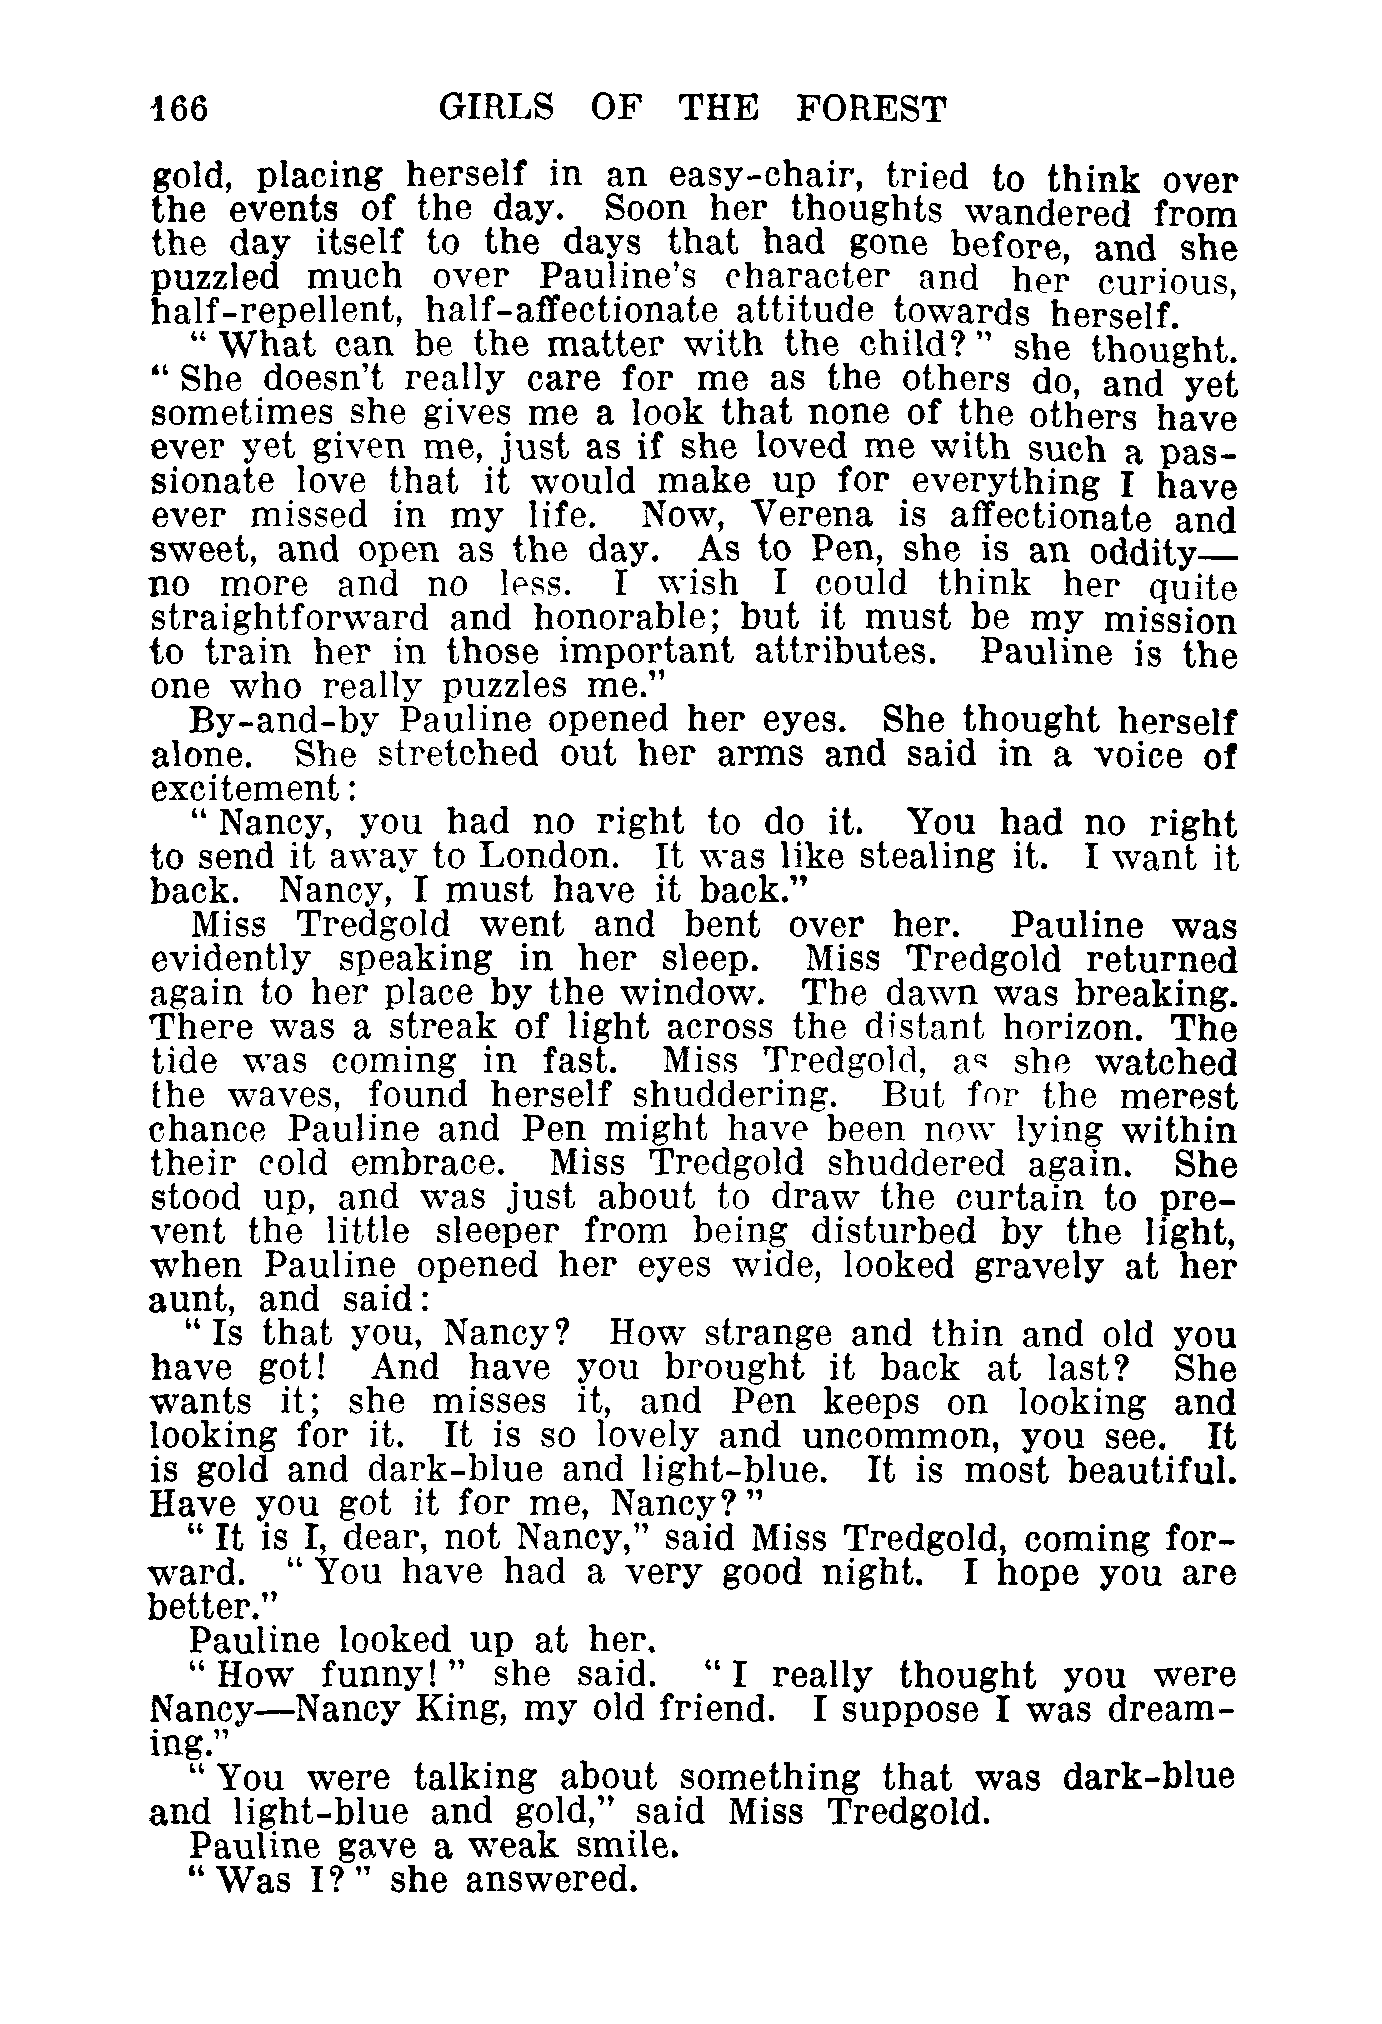 166 GIRLS OF THE FOREST
gold, placing herself in an easy-chair, tried to think over
the events of the day. Soon her thoughts wandered from
the day itself to the days that had gone before, and she
puzzled much over Pauline's character and her curious,
half-repellent, half-affectionate attitude towards herself.
"What can be the matter with the child?" she thought.
"She doesn't really care for me as the others do, and yet
sometimes she gives me a look that none of the others have
ever yet given me, just as if she loved me with such a pas-
sionate love that it would make up for everything I have
ever missed in my life. Now, Verena is affectionate and
sweet, and open as the day. As to Pen, she is an oddity—
no more and no less. I wish I could think her quite
straightforward and honorable; but it must be my mission
to train her in those important attributes. Pauline is the
one who really puzzles me."
By-and-by Pauline opened her eyes. She thought herself
alone. She stretched out her arms and said in a voice of
excitement:
"Nancy, you had no right to do it. You had no right
to send it away to London. It was like stealing it. I want it
back. Nancy, I must have it back."
Miss Tredgold went and bent over her. Pauline was
evidently speaking in her sleep. Miss Tredgold returned
again to her place by the window. The dawn was breaking.
There was a streak of light across the distant horizon. The
tide was coming in fast. Miss Tredgold, as she watched
the waves, found herself shuddering. But for the merest
chance Pauline and Pen might have been now lying within
their cold embrace. Miss Tredgold shuddered again. She
stood up, and was just about to draw the curtain to pre-
vent the little sleeper from being disturbed by the light,
when Pauline opened her eyes wide, looked gravely at her
aunt, and said:
"Is that you, Nancy? How strange and thin and old you
have got! And have you brought it back at last? She
wants it; she misses it, and Pen keeps on looking and
looking for it. It is so lovely and uncommon, you see. It
is gold and dark-blue and light-blue. It is most beautiful.
Have you got it for me, Nancy?"
"It is I, dear, not Nancy," said Miss Tredgold, coming for-
ward. "You have had a very good night. I hope you are
better."
Pauline looked up at her.
"How funny!" she said. "I really thought you were
Nancy—Nancy King, my old friend. I suppose I was dream-
ing."
"You were talking about something that was dark-blue
and light-blue and gold," said Miss Tredgold.
Pauline gave a weak smile.
"Was I?" she answered.